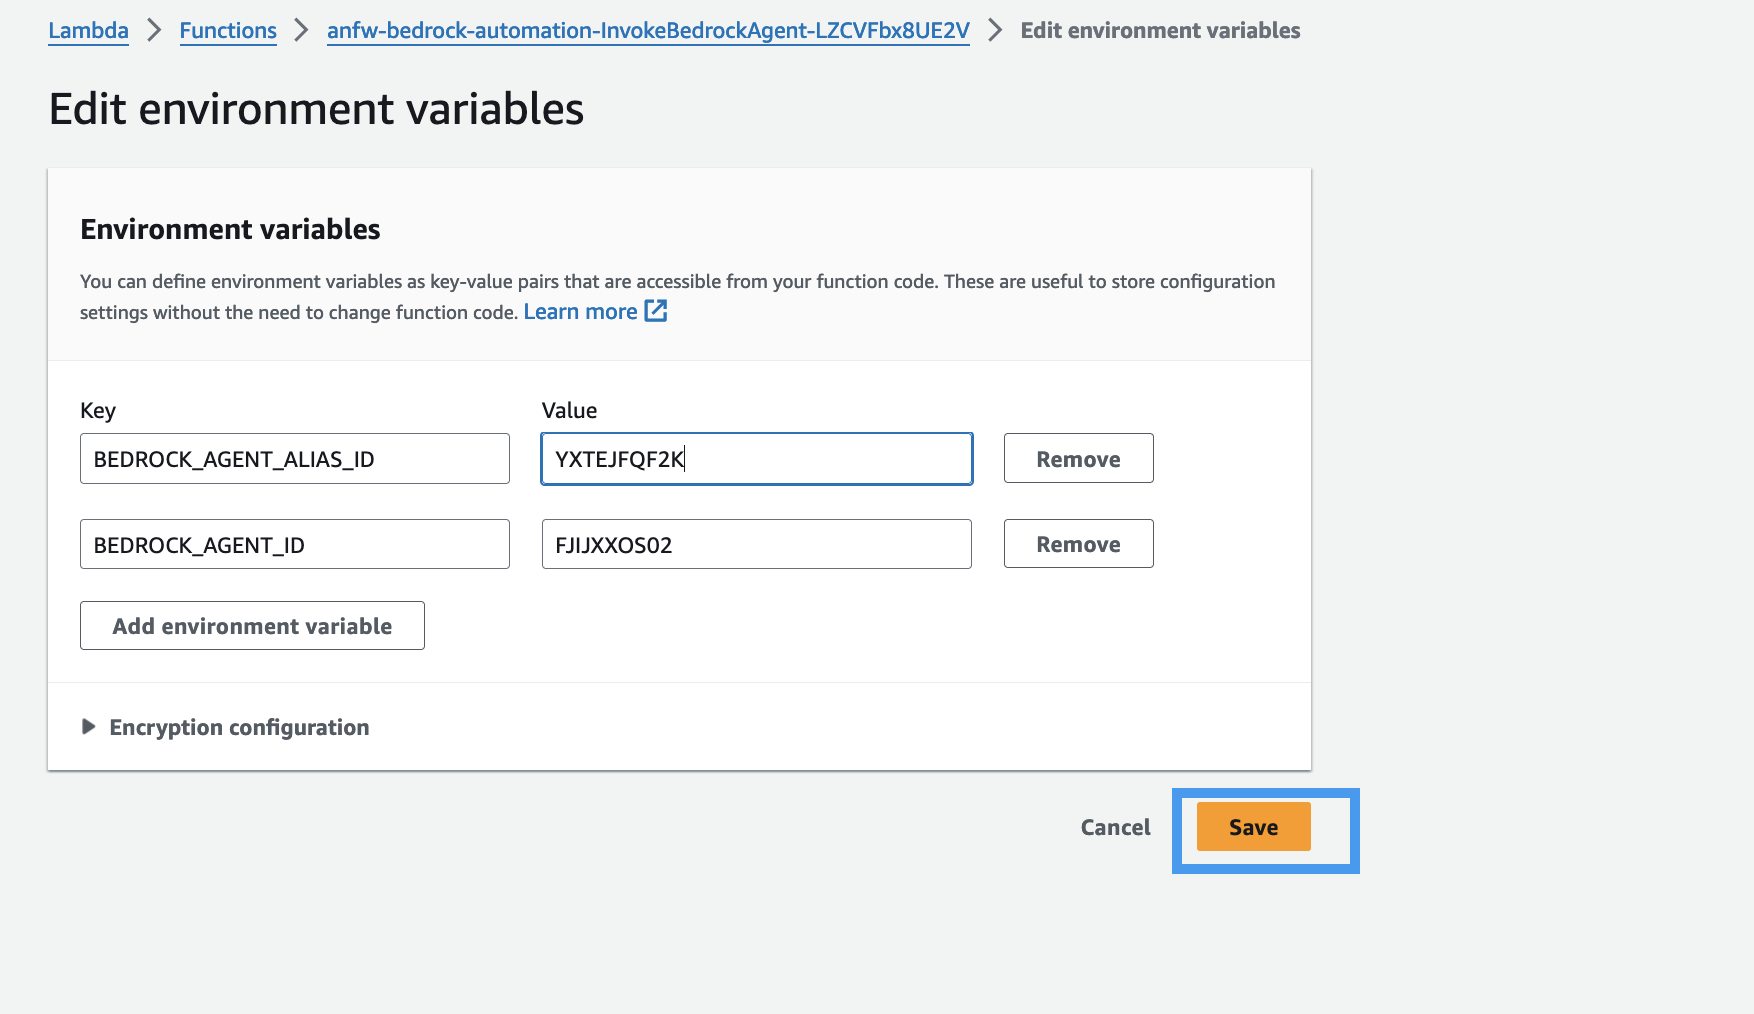 Lambda > Functions > anfw-bedrock-automation-InvokeBedrockAgent-LZCVFbx8UE2V > Edit environment variables
Edit environment variables
Environment variables
You can define environment variables as key-value pairs that are accessible from your function code. These are useful to store configuration
settings without the need to change function code. Learn more
Key Value
BEDROCK_AGENT_ALIAS_ID YXTEJFQF2K Remove
BEDROCK_AGENT_ID FJIJXXOS02 Remove
Add environment variable
Encryption configuration
Cancel Save